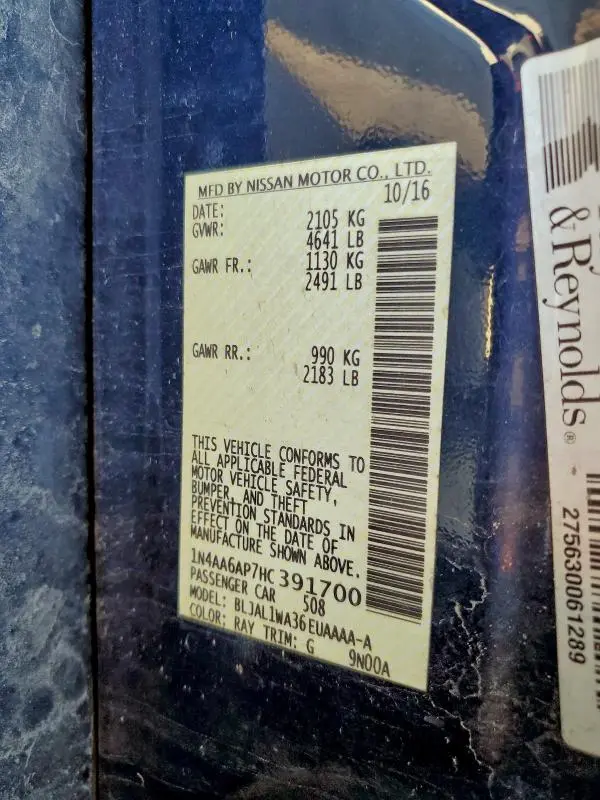 MFD BY NISSAN MOTOR CO., LTD.
DATE: 10/16
GVWR: 2105 KG
4641 LB
GAWR FR.: 1130 KG
2491 LB
GAWR RR.: 990 KG
2183 LB
THIS VEHICLE CONFORMS TO
ALL APPLICABLE FEDERAL
MOTOR VEHICLE SAFETY,
BUMPER, AND THEFT
PREVENTION STANDARDS IN
EFFECT ON THE DATE OF
MANUFACTURE SHOWN ABOVE.
1N4AA6AP7HC391700
PASSENGER CAR 508
MODEL: BLJAL1WA36EUAAAA-A
COLOR: RAY TRIM: G 9N00A
& Reynolds®
275630061289